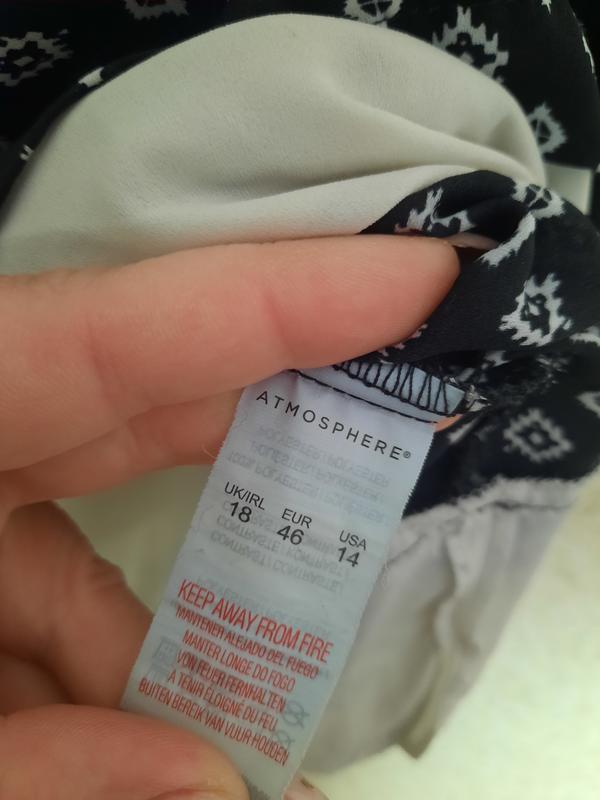 ATMOSPHERE®
UK/IRL EUR USA
18 46 14
KEEP AWAY FROM FIRE
MANTENER ALEJADO DEL FUEGO
MANTER LONGE DO FOGO
VON FEUER FERNHALTEN
À TENIR ÉLOIGNÉ DU FEU
BUITEN BEREIK VAN VUUR HOUDEN